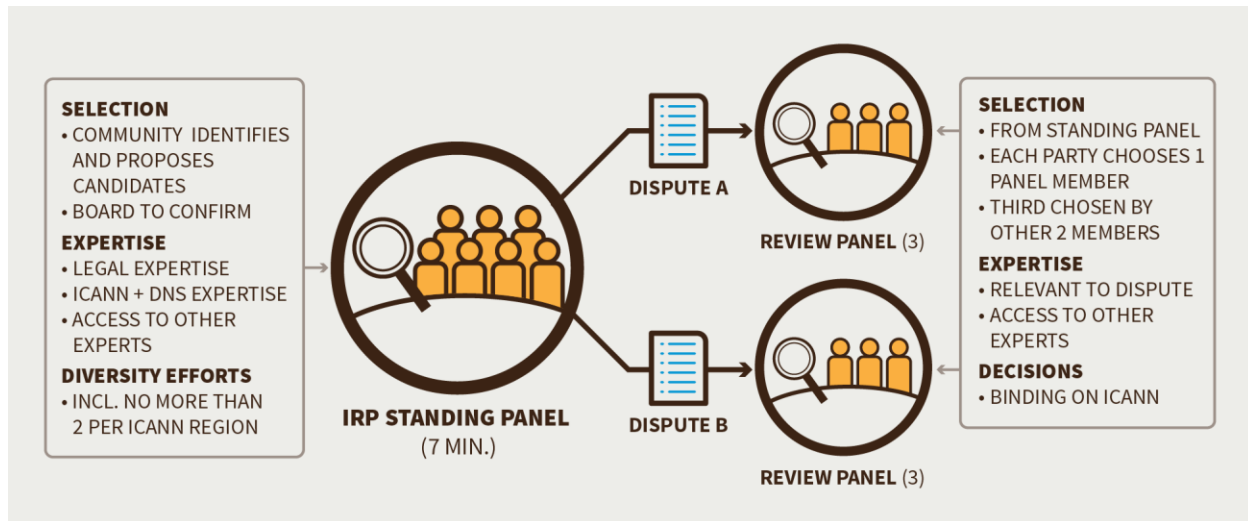 SELECTION
• COMMUNITY IDENTIFIES
AND PROPOSES
CANDIDATES
• BOARD TO CONFIRM
EXPERTISE
• LEGAL EXPERTISE
• ICANN + DNS EXPERTISE
• ACCESS TO OTHER
EXPERTS
DIVERSITY EFFORTS
• INCL. NO MORE THAN
2 PER ICANN REGION
IRP STANDING PANEL
(7 MIN.)
DISPUTE A
REVIEW PANEL (3)
DISPUTE B
REVIEW PANEL (3)
SELECTION
• FROM STANDING PANEL
• EACH PARTY CHOOSES 1
PANEL MEMBER
• THIRD CHOSEN BY
OTHER 2 MEMBERS
EXPERTISE
• RELEVANT TO DISPUTE
• ACCESS TO OTHER
EXPERTS
DECISIONS
• BINDING ON ICANN